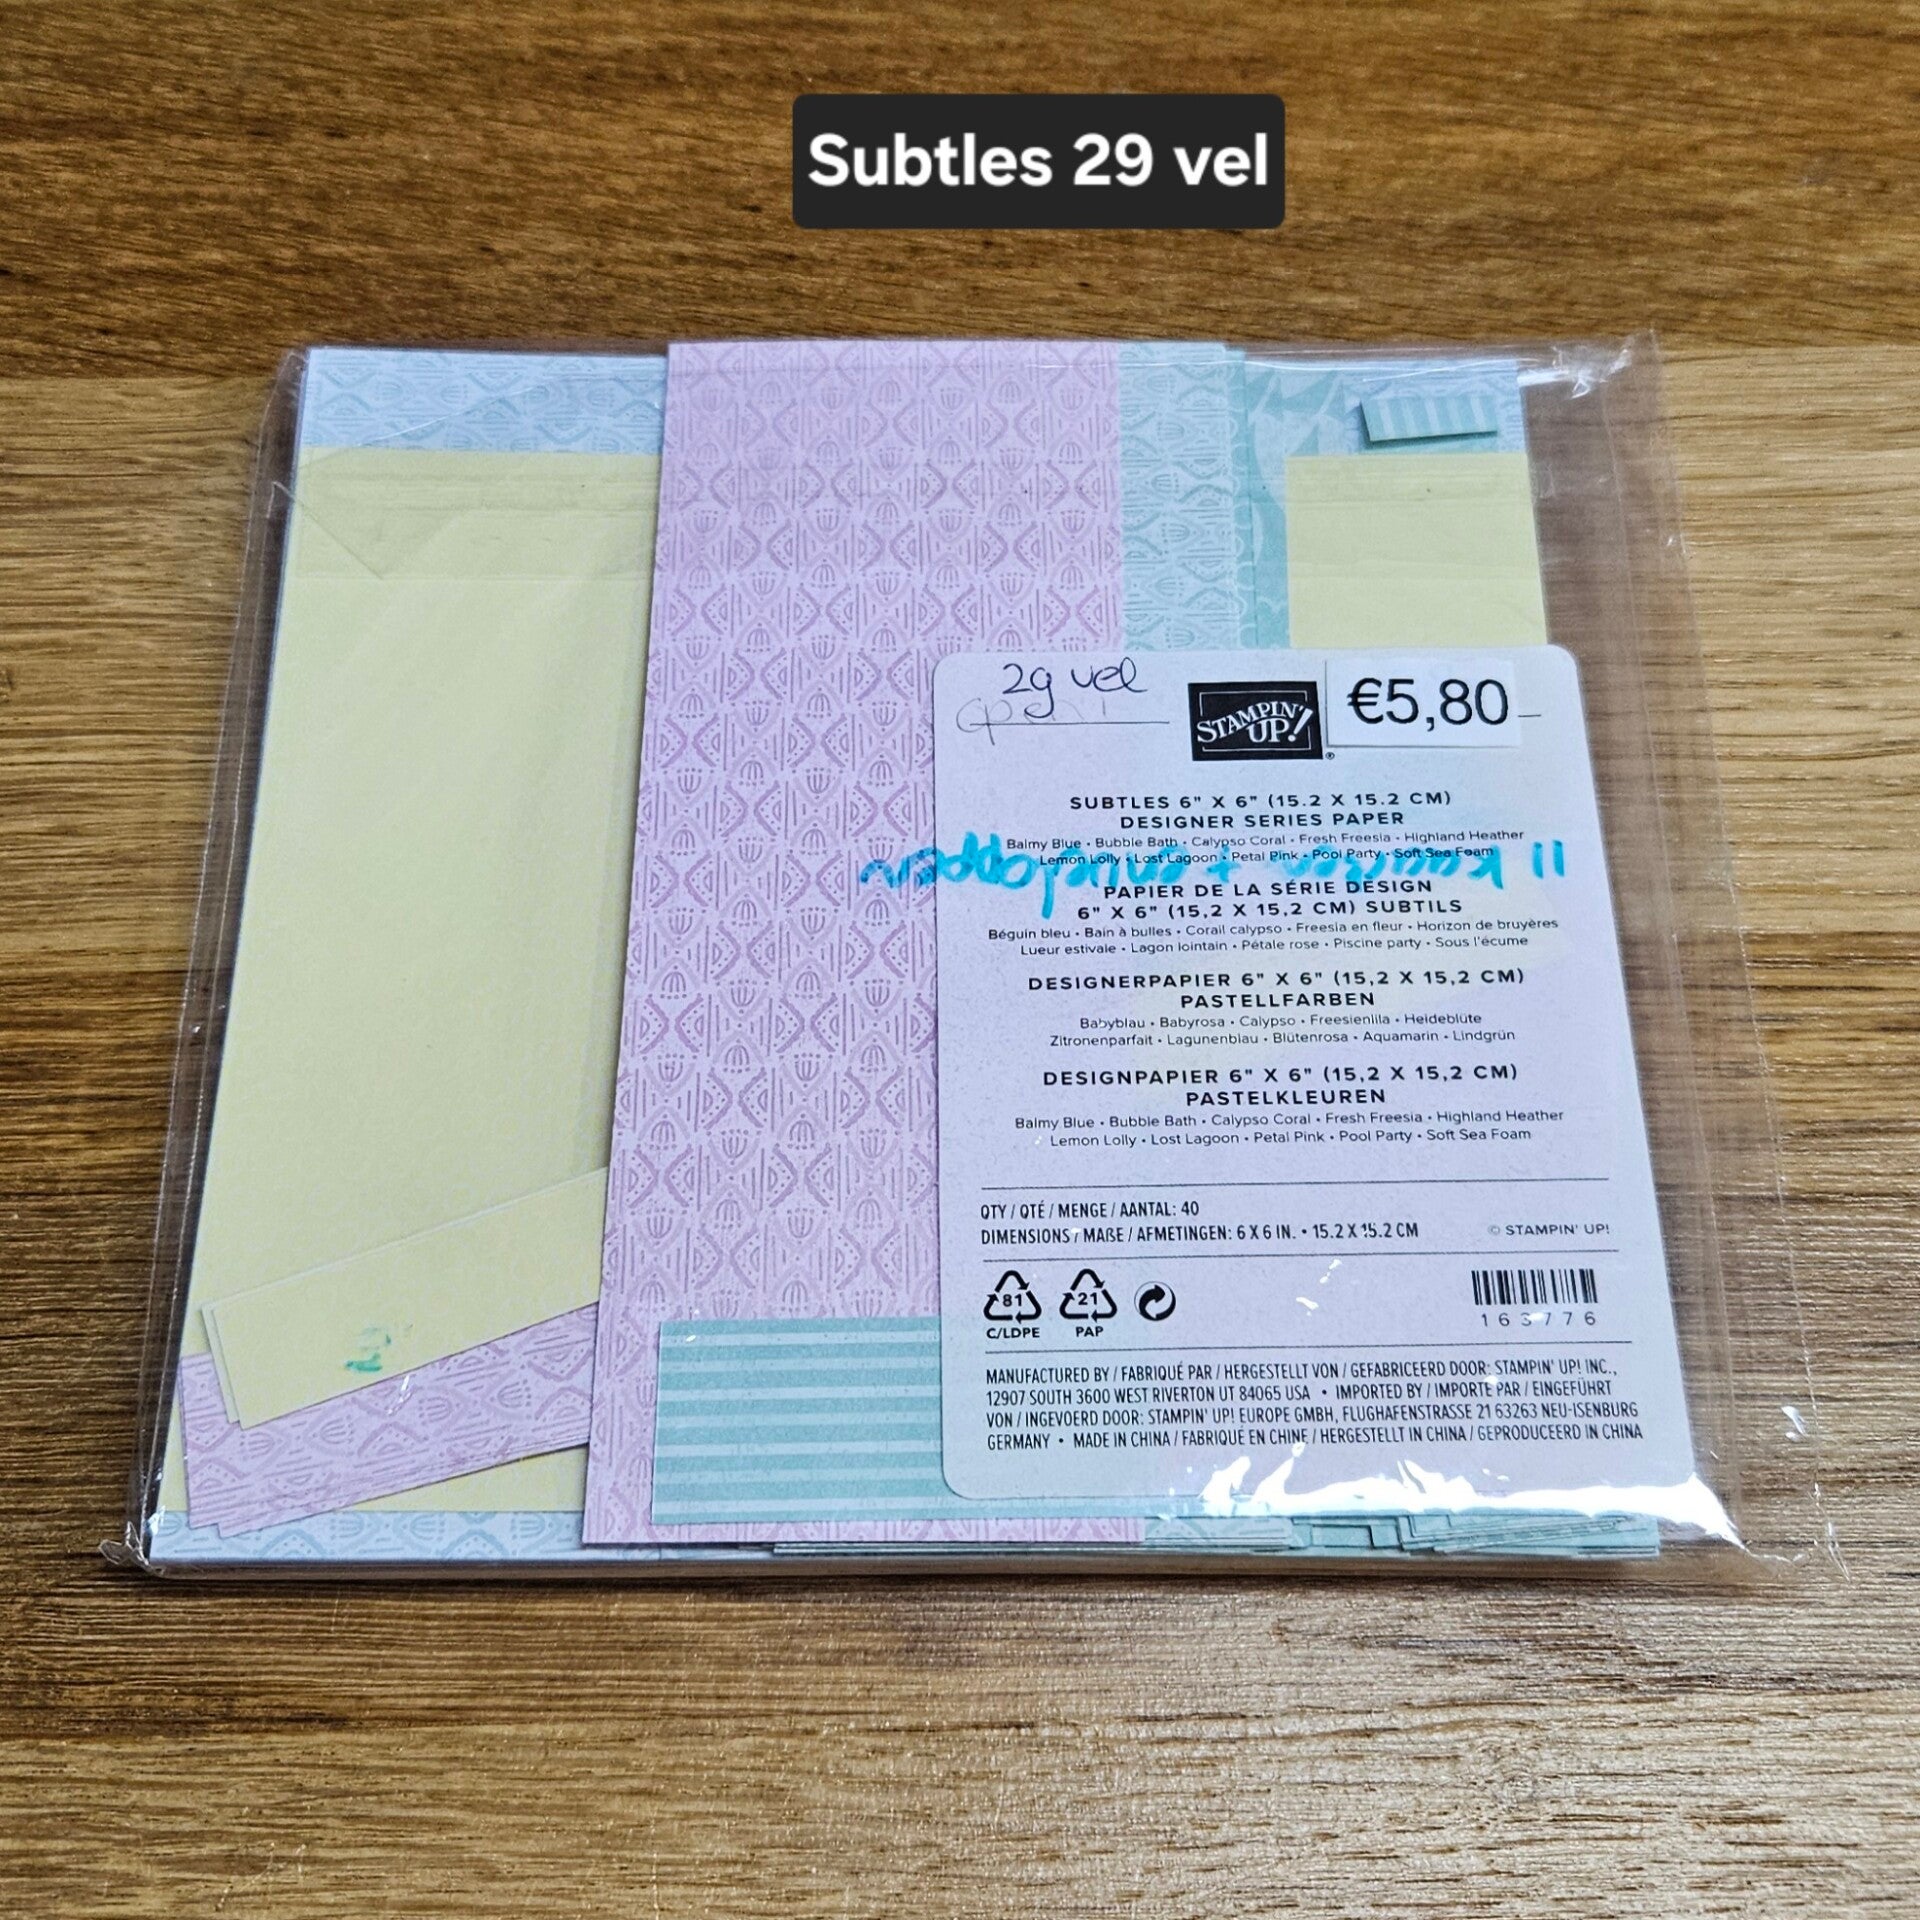 Subtles 29 vel
29 vel
open
STAMPIN' UP!®
€5,80
SUBTLES 6" X 6" (15.2 X 15.2 CM)
DESIGNER SERIES PAPER
Balmy Blue • Bubble Bath • Calypso Coral • Fresh Freesia • Highland Heather
Lemon Lolly • Lost Lagoon • Petal Pink • Pool Party • Soft Sea Foam
11 kaarten + enveloppen
PAPIER DE LA SÉRIE DESIGN
6" X 6" (15,2 X 15,2 CM) SUBTILS
Béguin bleu • Bain à bulles • Corail calypso • Freesia en fleur • Horizon de bruyères
Lueur estivale • Lagon lointain • Pétale rose • Piscine party • Sous l'écume
DESIGNERPAPIER 6" X 6" (15,2 X 15,2 CM)
PASTELLFARBEN
Babyblau • Babyrosa • Calypso • Freesienlila • Heideblüte
Zitronenparfait • Lagunenblau • Blütenrosa • Aquamarin • Lindgrün
DESIGNPAPIER 6" X 6" (15,2 X 15,2 CM)
PASTELKLEUREN
Balmy Blue • Bubble Bath • Calypso Coral • Fresh Freesia • Highland Heather
Lemon Lolly • Lost Lagoon • Petal Pink • Pool Party • Soft Sea Foam
QTY / QTÉ / MENGE / AANTAL: 40
DIMENSIONS / MAßE / AFMETINGEN: 6 X 6 IN. • 15.2 X 15.2 CM
© STAMPIN' UP!
81
C/LDPE
21
PAP
163776
MANUFACTURED BY / FABRIQUÉ PAR / HERGESTELLT VON / GEFABRICEERD DOOR: STAMPIN' UP! INC.,
12907 SOUTH 3600 WEST RIVERTON UT 84065 USA • IMPORTED BY / IMPORTE PAR / EINGEFÜHRT
VON / INGEVOERD DOOR: STAMPIN' UP! EUROPE GMBH, FLUGHAFENSTRASSE 21 63263 NEU-ISENBURG
GERMANY • MADE IN CHINA / FABRIQUÉ EN CHINE / HERGESTELLT IN CHINA / GEPRODUCEERD IN CHINA